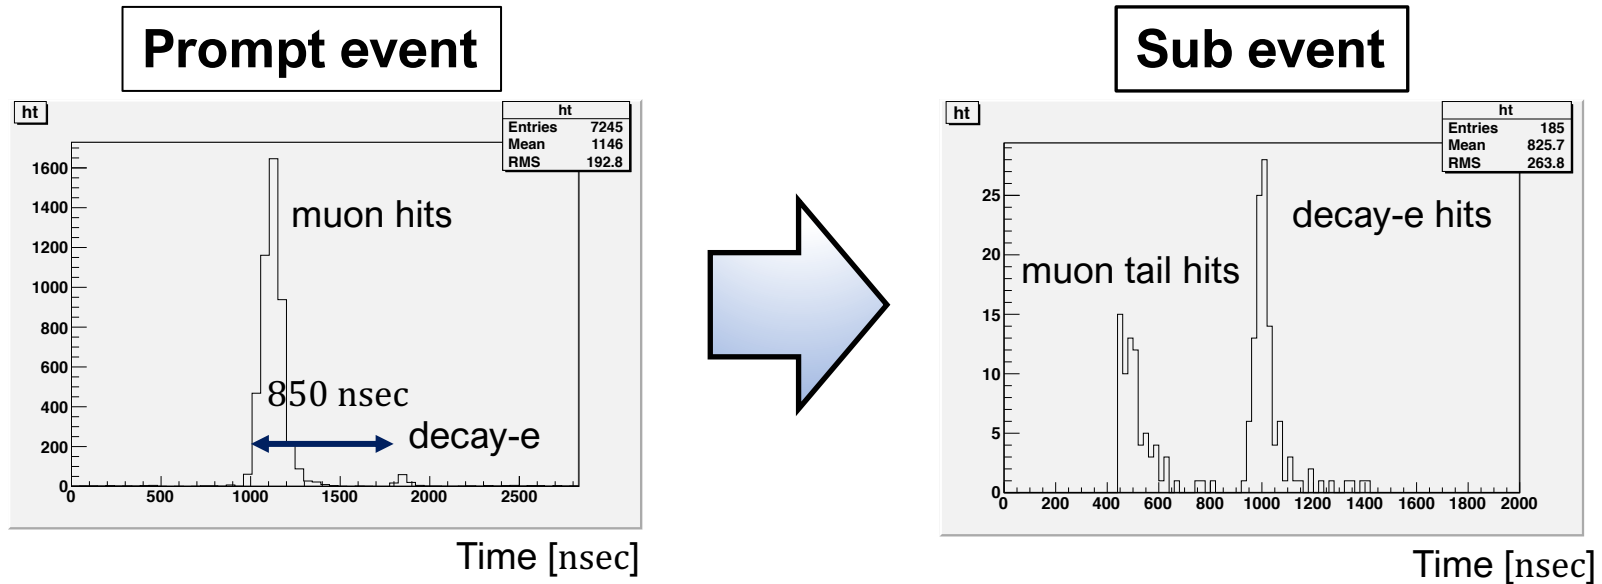 Prompt event
ht
ht
Entries 7245
Mean 1146
RMS 192.8
1600
1400
1200
1000
800
600
400
200
0
muon hits
850 nsec
decay-e
0 500 1000 1500 2000 2500
Time [nsec]
Sub event
ht
ht
Entries 185
Mean 825.7
RMS 263.8
25
20
15
10
5
0
decay-e hits
muon tail hits
0 200 400 600 800 1000 1200 1400 1600 1800 2000
Time [nsec]